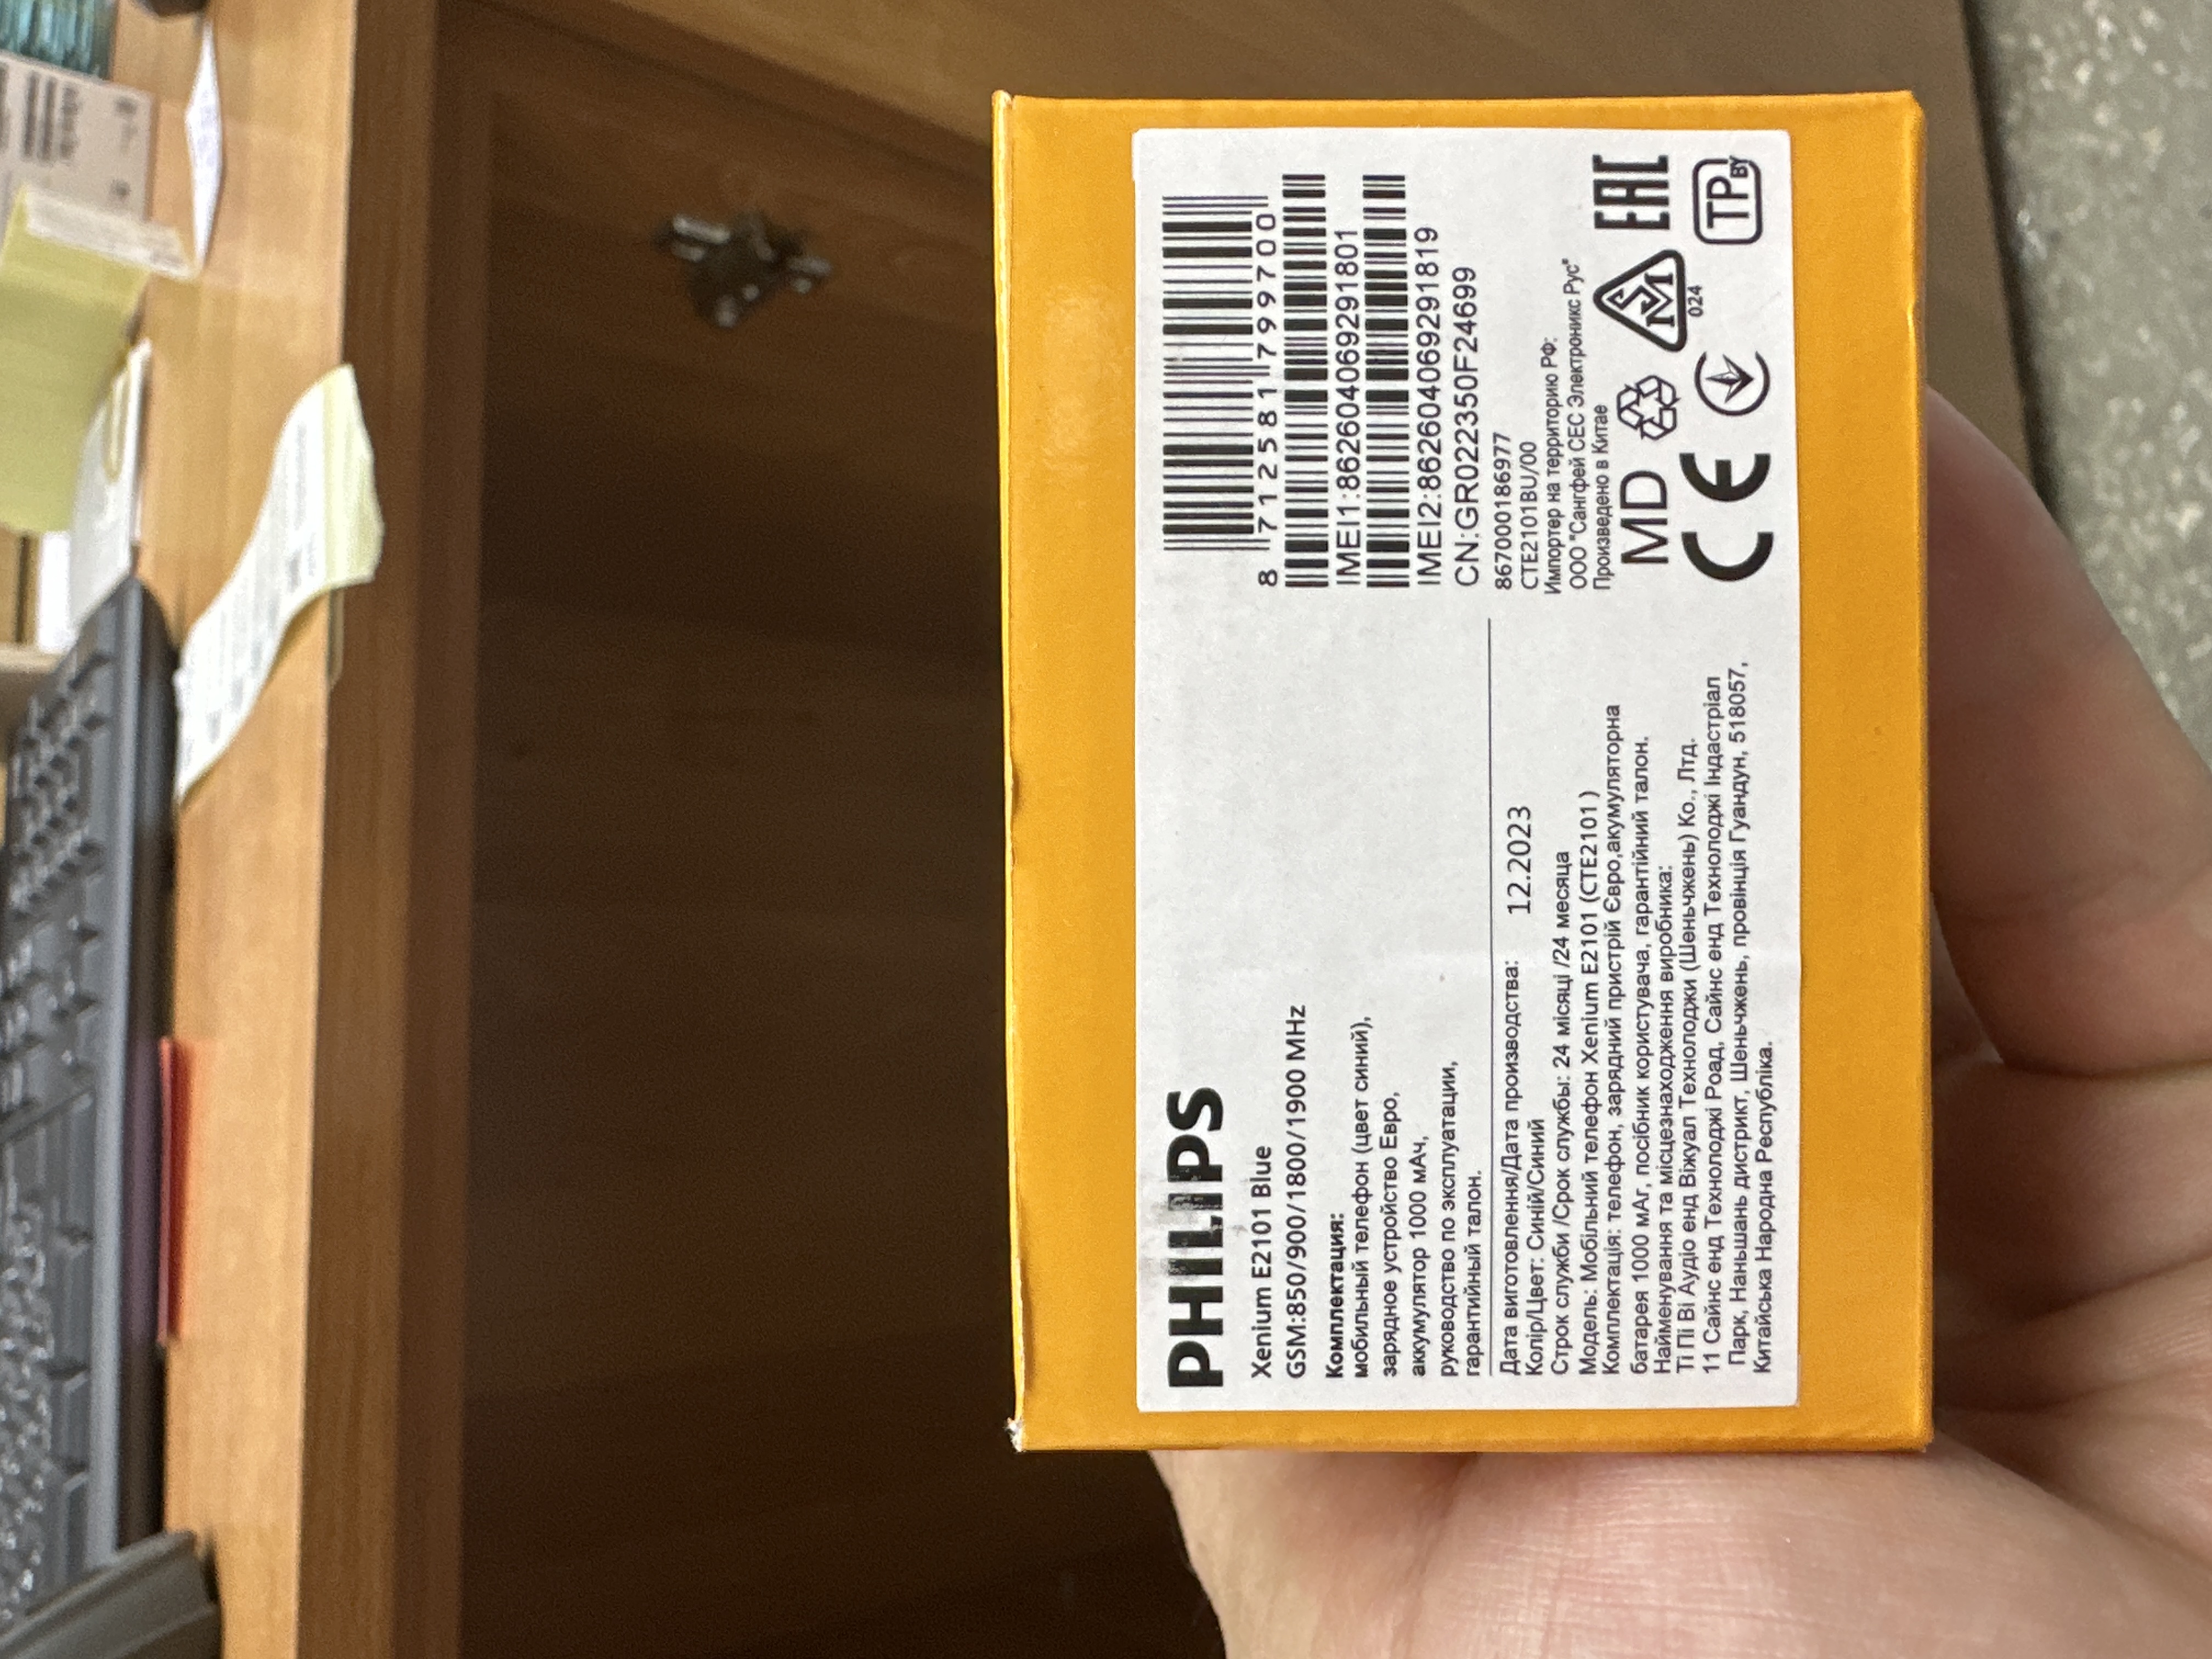 PHILIPS
Xenium E2101 Blue
GSM:850/900/1800/1900 MHz
Комплектация:
мобильный телефон (цвет синий),
зарядное устройство Евро,
аккумулятор 1000 мАч,
руководство по эксплуатации,
гарантийный талон.
8 712581 799700
IMEI1:862604069291801
IMEI2:862604069291819
CN:GR022350F24699
867000186977
CTE2101BU/00
Импортер на территорию РФ:
ООО "Сангфей СЕС Электроникс Рус"
Произведено в Китае
MD
024
EAC
CE
TP BY
Дата виготовлення/Дата производства: 12.2023
Колір/Цвет: Синій/Синий
Строк служби /Срок службы: 24 місяці /24 месяца
Модель: Мобільний телефон Xenium E2101 (CTE2101 )
Комплектація: телефон, зарядний пристрій Євро,акумуляторна
батарея 1000 мАг, посібник користувача, гарантійний талон.
Найменування та місцезнаходження виробника:
Ті Пі Ві Аудіо енд Віжуал Технолоджи (Шеньчжень) Ко., Лтд.
11 Сайнс енд Технолоджі Роад, Сайнс енд Технолоджі Індастріал
Парк, Наньшань дистрикт, Шеньчжень, провінція Гуандун, 518057,
Китайська Народна Республіка.